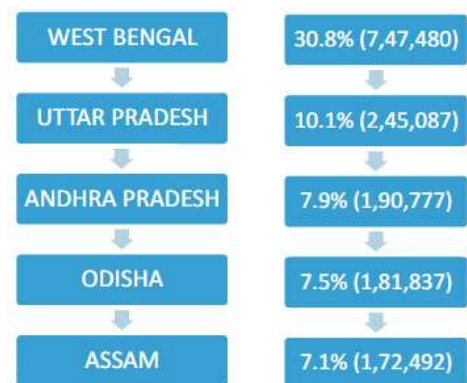 WEST BENGAL 30.8% (7,47,480)
UTTAR PRADESH 10.1% (2,45,087)
ANDHRA PRADESH 7.9% (1,90,777)
ODISHA 7.5% (1,81,837)
ASSAM 7.1% (1,72,492)